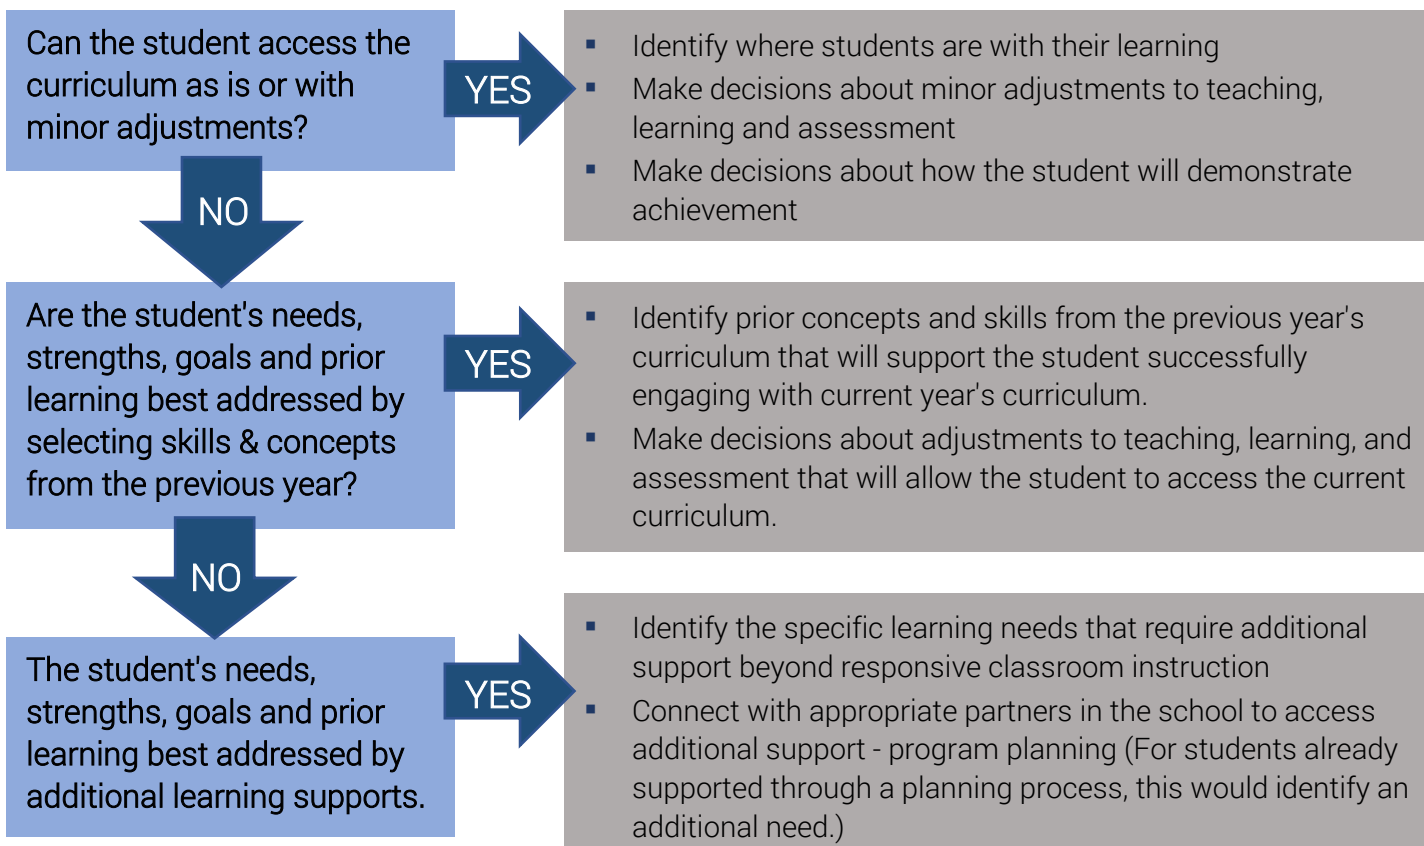 Can the student access the
curriculum as is or with
minor adjustments?
YES
▪ Identify where students are with their learning
▪ Make decisions about minor adjustments to teaching,
learning and assessment
▪ Make decisions about how the student will demonstrate
achievement
NO
Are the student's needs,
strengths, goals and prior
learning best addressed by
selecting skills & concepts
from the previous year?
YES
▪ Identify prior concepts and skills from the previous year's
curriculum that will support the student successfully
engaging with current year's curriculum.
▪ Make decisions about adjustments to teaching, learning, and
assessment that will allow the student to access the current
curriculum.
NO
The student's needs,
strengths, goals and prior
learning best addressed by
additional learning supports.
YES
▪ Identify the specific learning needs that require additional
support beyond responsive classroom instruction
▪ Connect with appropriate partners in the school to access
additional support - program planning (For students already
supported through a planning process, this would identify an
additional need.)